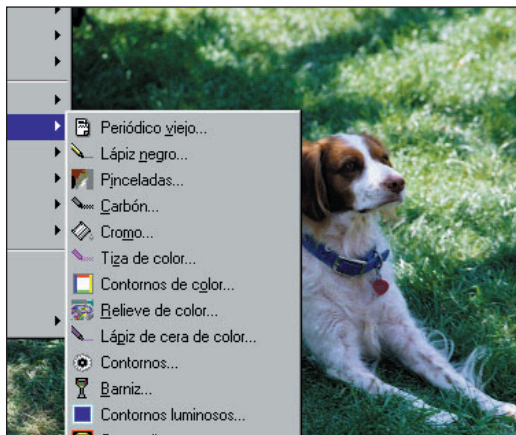 Periódico viejo...
Lápiz negro...
Pinceladas...
Carbón...
Cromo...
Tiza de color...
Contornos de color...
Relieve de color...
Lápiz de cera de color...
Contornos...
Barniz...
Contornos luminosos...